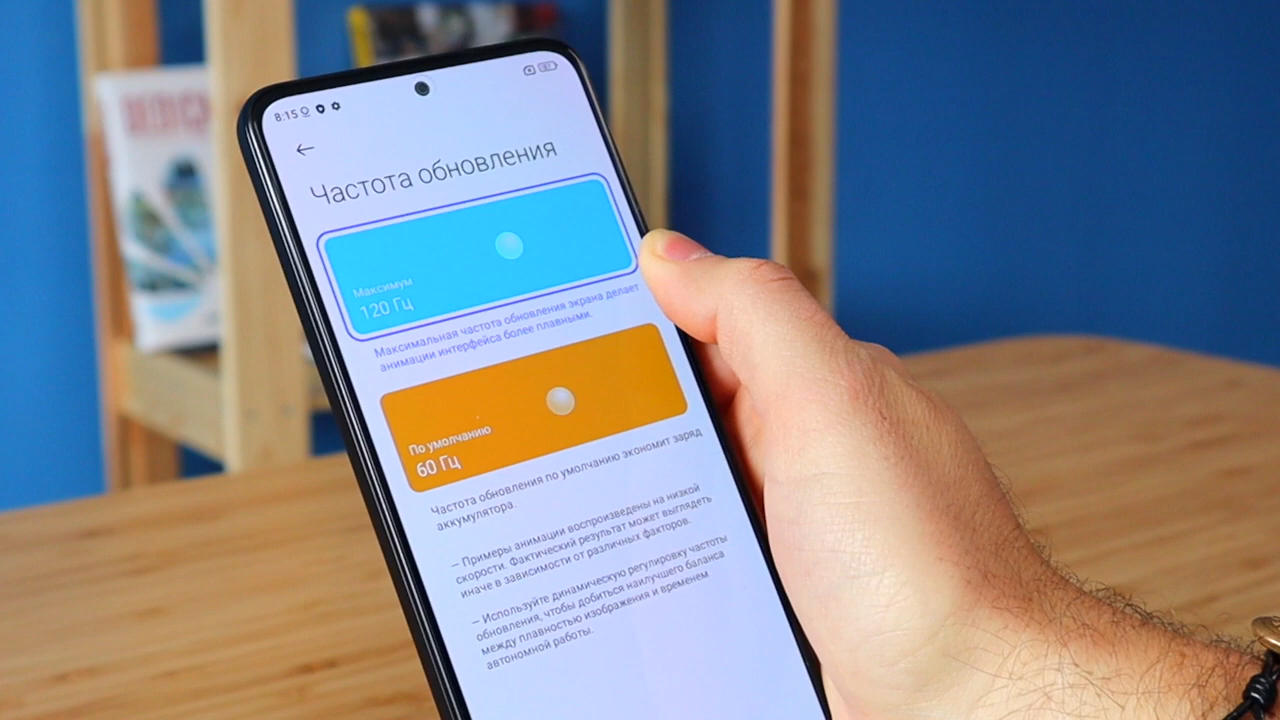 8:15
Частота обновления
Максимум
120 Гц
Максимальная частота обновления экрана делает
анимации интерфейса более плавными.
По умолчанию
60 Гц
Частота обновления по умолчанию экономит заряд
аккумулятора.
— Примеры анимации воспроизведены на низкой
скорости. Фактический результат может выглядеть
иначе в зависимости от различных факторов.
— Используйте динамическую регулировку частоты
обновления, чтобы добиться наилучшего баланса
между плавностью изображения и временем
автономной работы.